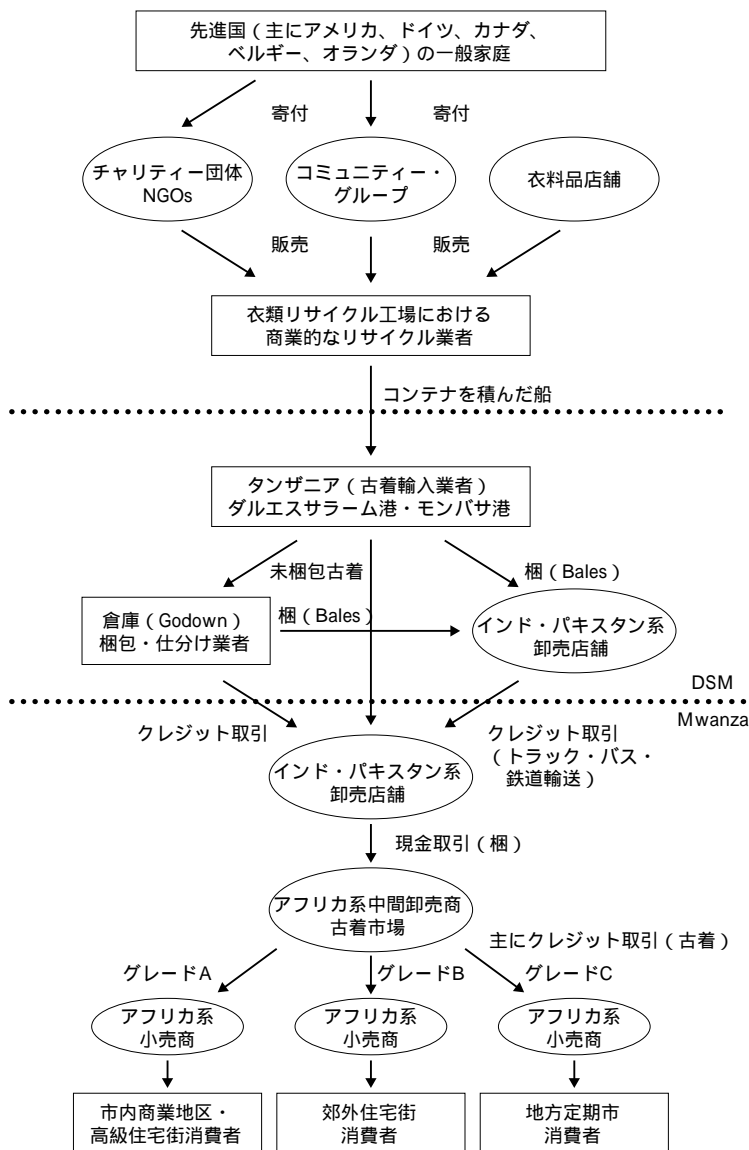 先進国（主にアメリカ、ドイツ、カナダ、
ベルギー、オランダ）の一般家庭
寄付
寄付
チャリティー団体
NGOs
コミュニティー・
グループ
衣料品店舗
販売
販売
衣類リサイクル工場における
商業的なリサイクル業者
コンテナを積んだ船
タンザニア（古着輸入業者）
ダルエスサラーム港・モンバサ港
未梱包古着
梱（Bales）
倉庫（Godown）
梱包・仕分け業者
梱（Bales）
インド・パキスタン系
卸売店舗
DSM
Mwanza
クレジット取引
クレジット取引
（トラック・バス・
鉄道輸送）
インド・パキスタン系
卸売店舗
現金取引（梱）
アフリカ系中間卸売商
古着市場
主にクレジット取引（古着）
グレードA
グレードB
グレードC
アフリカ系
小売商
アフリカ系
小売商
アフリカ系
小売商
市内商業地区・
高級住宅街消費者
郊外住宅街
消費者
地方定期市
消費者